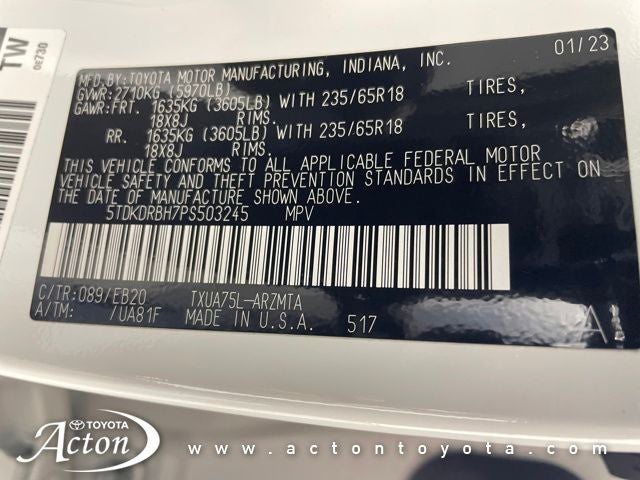 TW
0E730
MFD. BY:TOYOTA MOTOR MANUFACTURING, INDIANA, INC. 01/23
GVWR:2710KG (5970LB)
GAWR:FRT. 1635KG (3605LB) WITH 235/65R18 TIRES,
18X8J RIMS.
RR. 1635KG (3605LB) WITH 235/65R18 TIRES,
18X8J RIMS.
THIS VEHICLE CONFORMS TO ALL APPLICABLE FEDERAL MOTOR
VEHICLE SAFETY AND THEFT PREVENTION STANDARDS IN EFFECT ON
THE DATE OF MANUFACTURE SHOWN ABOVE.
5TDKDRBH7PS503245 MPV
C/TR:089/EB20 TXUA75L-ARZMTA
A/TM: /UA81F MADE IN U.S.A. 517 A
TOYOTA
Acton
www.actontoyota.com